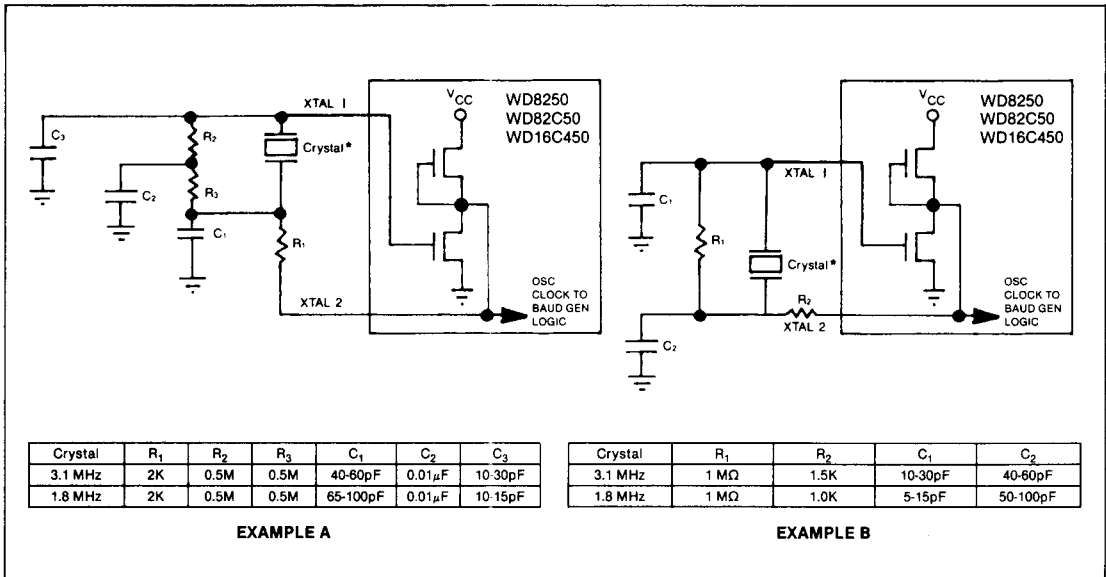 XTAL 1
V_CC
WD8250
WD82C50
WD16C450
C₃
R₂
Crystal*
C₂
R₃
C₁
R₁
XTAL 2
OSC
CLOCK TO
BAUD GEN
LOGIC
V_CC
WD8250
WD82C50
WD16C450
XTAL 1
C₁
R₁
Crystal*
R₂
XTAL 2
C₂
OSC
CLOCK TO
BAUD GEN
LOGIC
Crystal R₁ R₂ R₃ C₁ C₂ C₃
3.1 MHz 2K 0.5M 0.5M 40-60pF 0.01µF 10-30pF
1.8 MHz 2K 0.5M 0.5M 65-100pF 0.01µF 10-15pF
EXAMPLE A
Crystal R₁ R₂ C₁ C₂
3.1 MHz 1 MΩ 1.5K 10-30pF 40-60pF
1.8 MHz 1 MΩ 1.0K 5-15pF 50-100pF
EXAMPLE B